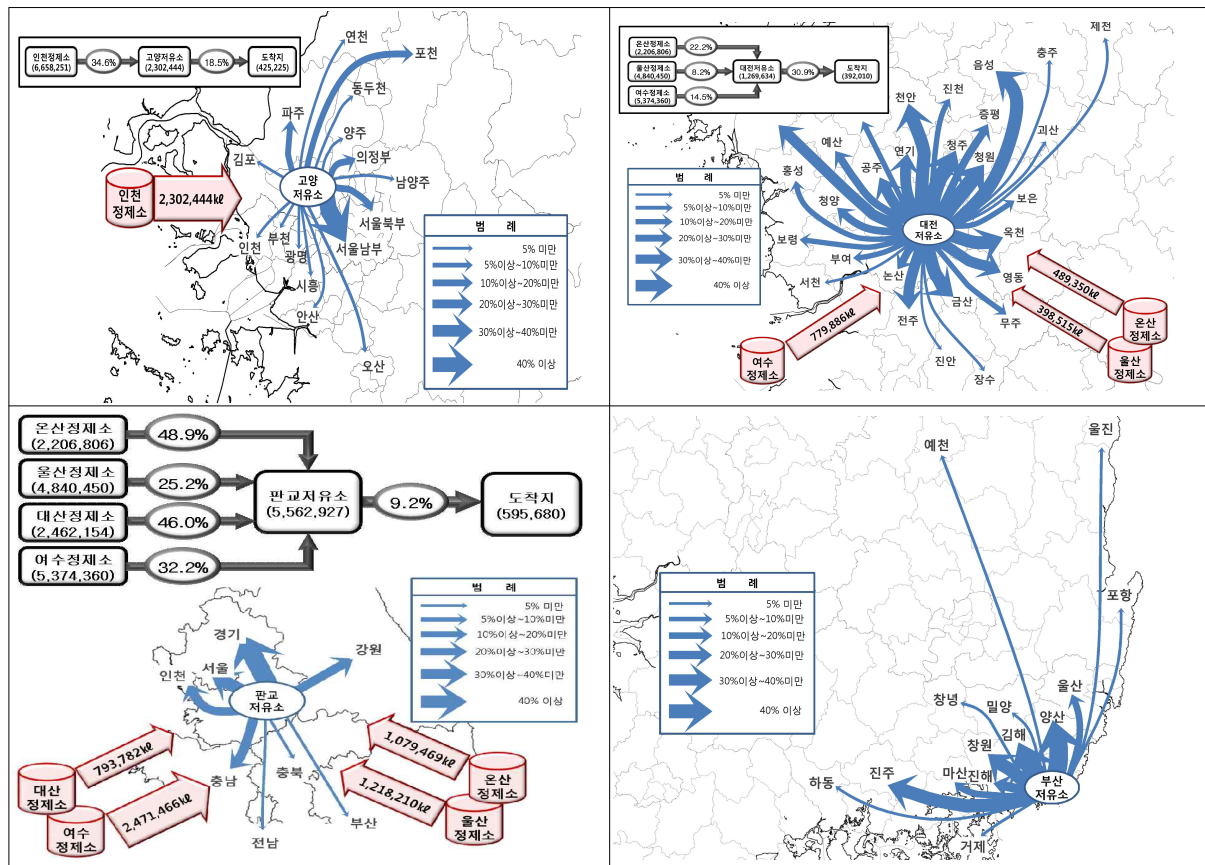 인천정제소
(6,658,251)
34.6%
고양저유소
(2,302,444)
18.5%
도착지
(425,225)
연천
포천
동두천
파주
양주
의정부
김포
남양주
고양
저유소
인천
정제소
2,302,444㎘
서울북부
서울남부
인천
부천
광명
시흥
안산
오산
범 례
5% 미만
5%이상~10%미만
10%이상~20%미만
20%이상~30%미만
30%이상~40%미만
40% 이상
온산정제소
(2,206,806)
22.2%
울산정제소
(4,840,450)
8.2%
여수정제소
(5,374,360)
14.5%
대전저유소
(1,269,634)
30.9%
도착지
(392,010)
제천
충주
음성
진천
천안
증평
괴산
예산
연기
청주
청원
공주
홍성
청양
보은
대전
저유소
옥천
보령
부여
영동
서천
논산
금산
무주
전주
진안
장수
범 례
5% 미만
5%이상~10%미만
10%이상~20%미만
20%이상~30%미만
30%이상~40%미만
40% 이상
489,350㎘
398,515㎘
779,886㎘
온산
정제소
울산
정제소
여수
정제소
온산정제소
(2,206,806)
48.9%
울산정제소
(4,840,450)
25.2%
대산정제소
(2,462,154)
46.0%
여수정제소
(5,374,360)
32.2%
판교저유소
(5,562,927)
9.2%
도착지
(595,680)
경기
강원
서울
인천
판교
저유소
충남
충북
부산
전남
범 례
5% 미만
5%이상~10%미만
10%이상~20%미만
20%이상~30%미만
30%이상~40%미만
40% 이상
793,782㎘
2,471.466㎘
1,079,469㎘
1,218,210㎘
대산
정제소
여수
정제소
온산
정제소
울산
정제소
울진
예천
포항
범 례
5% 미만
5%이상~10%미만
10%이상~20%미만
20%이상~30%미만
30%이상~40%미만
40% 이상
울산
창녕
밀양
양산
김해
창원
마산
진해
진주
하동
부산
저유소
거제